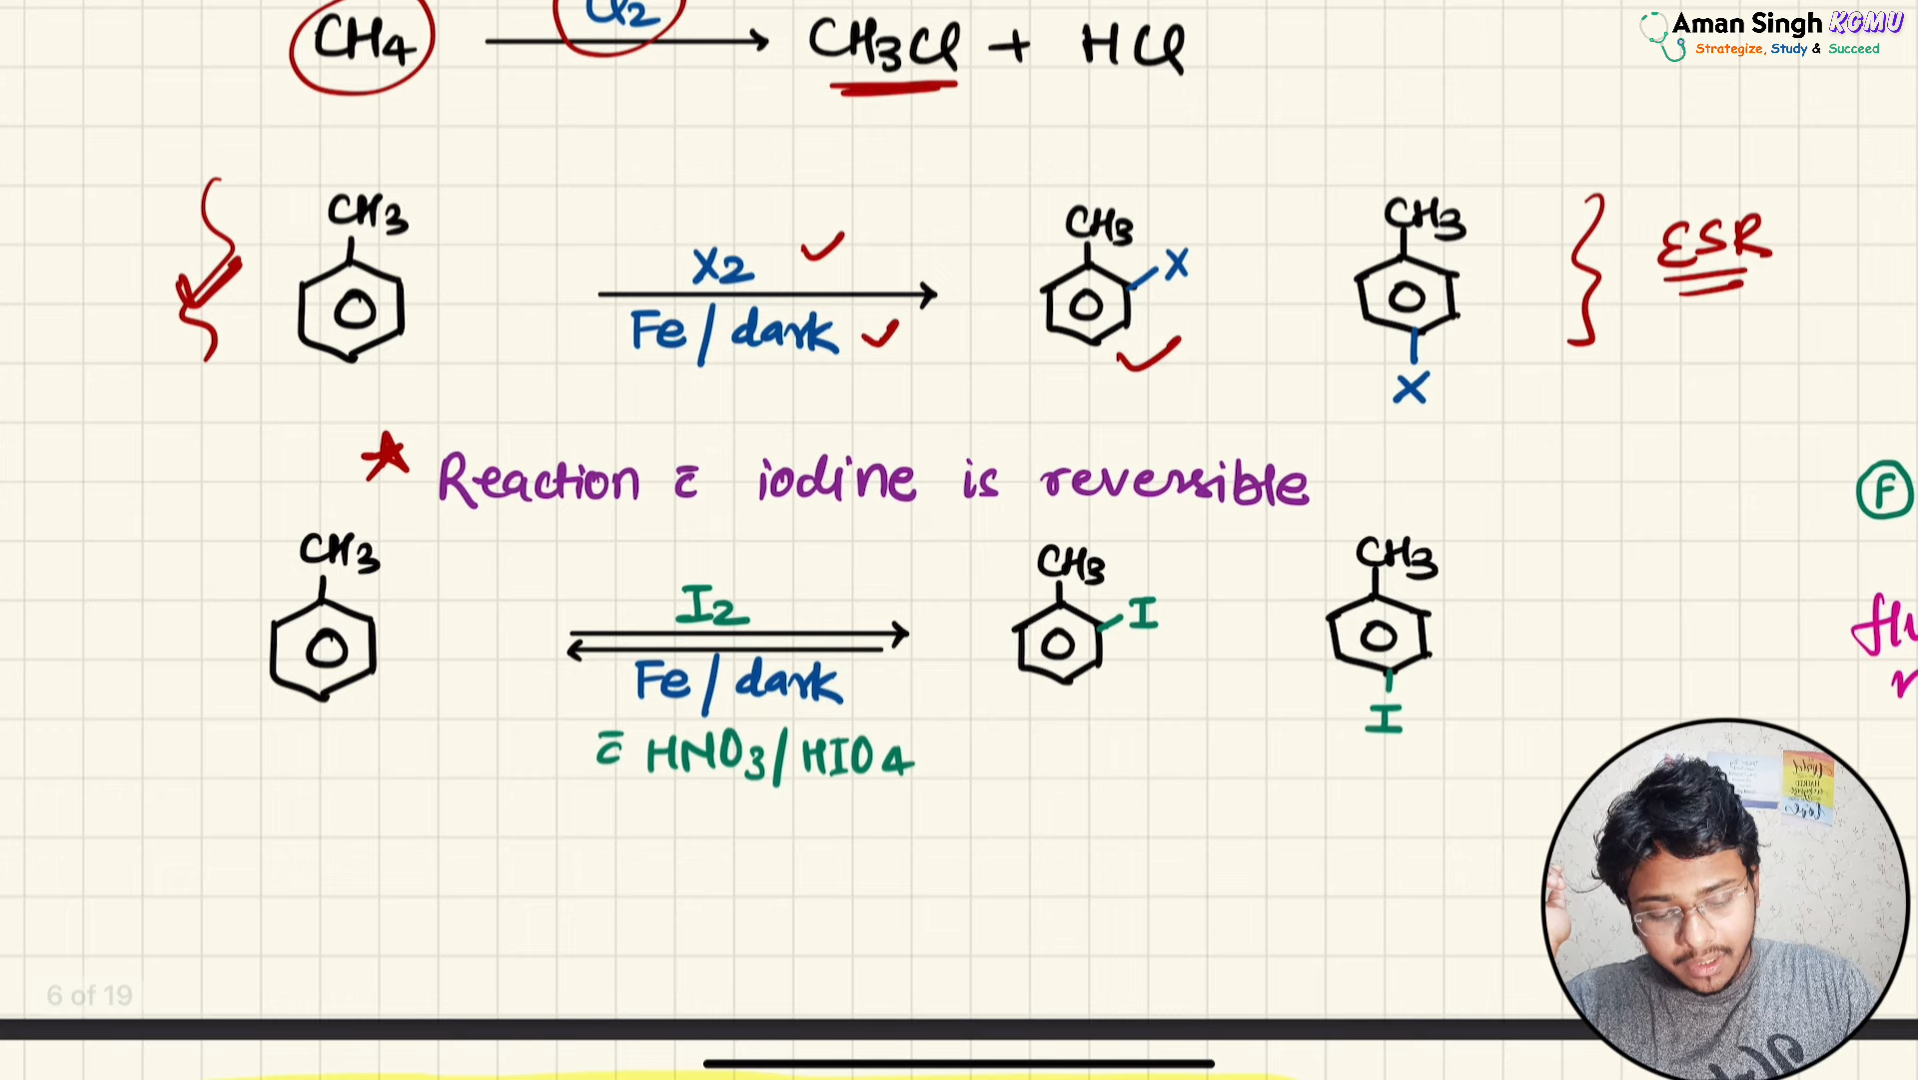 Aman Singh KGMU
Strategize, Study & Succeed
CH4 Cl2 CH3Cl + HCl
CH3 CH3 CH3
X2 X ESR
Fe / dark
X
Reaction c̄ iodine is reversible
F
CH3 CH3 CH3
I2 I
Fe / dark
c̄ HNO3 / HIO4 I
6 of 19